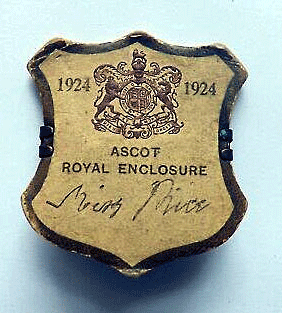 1924 1924
ASCOT
ROYAL ENCLOSURE
Miss Price